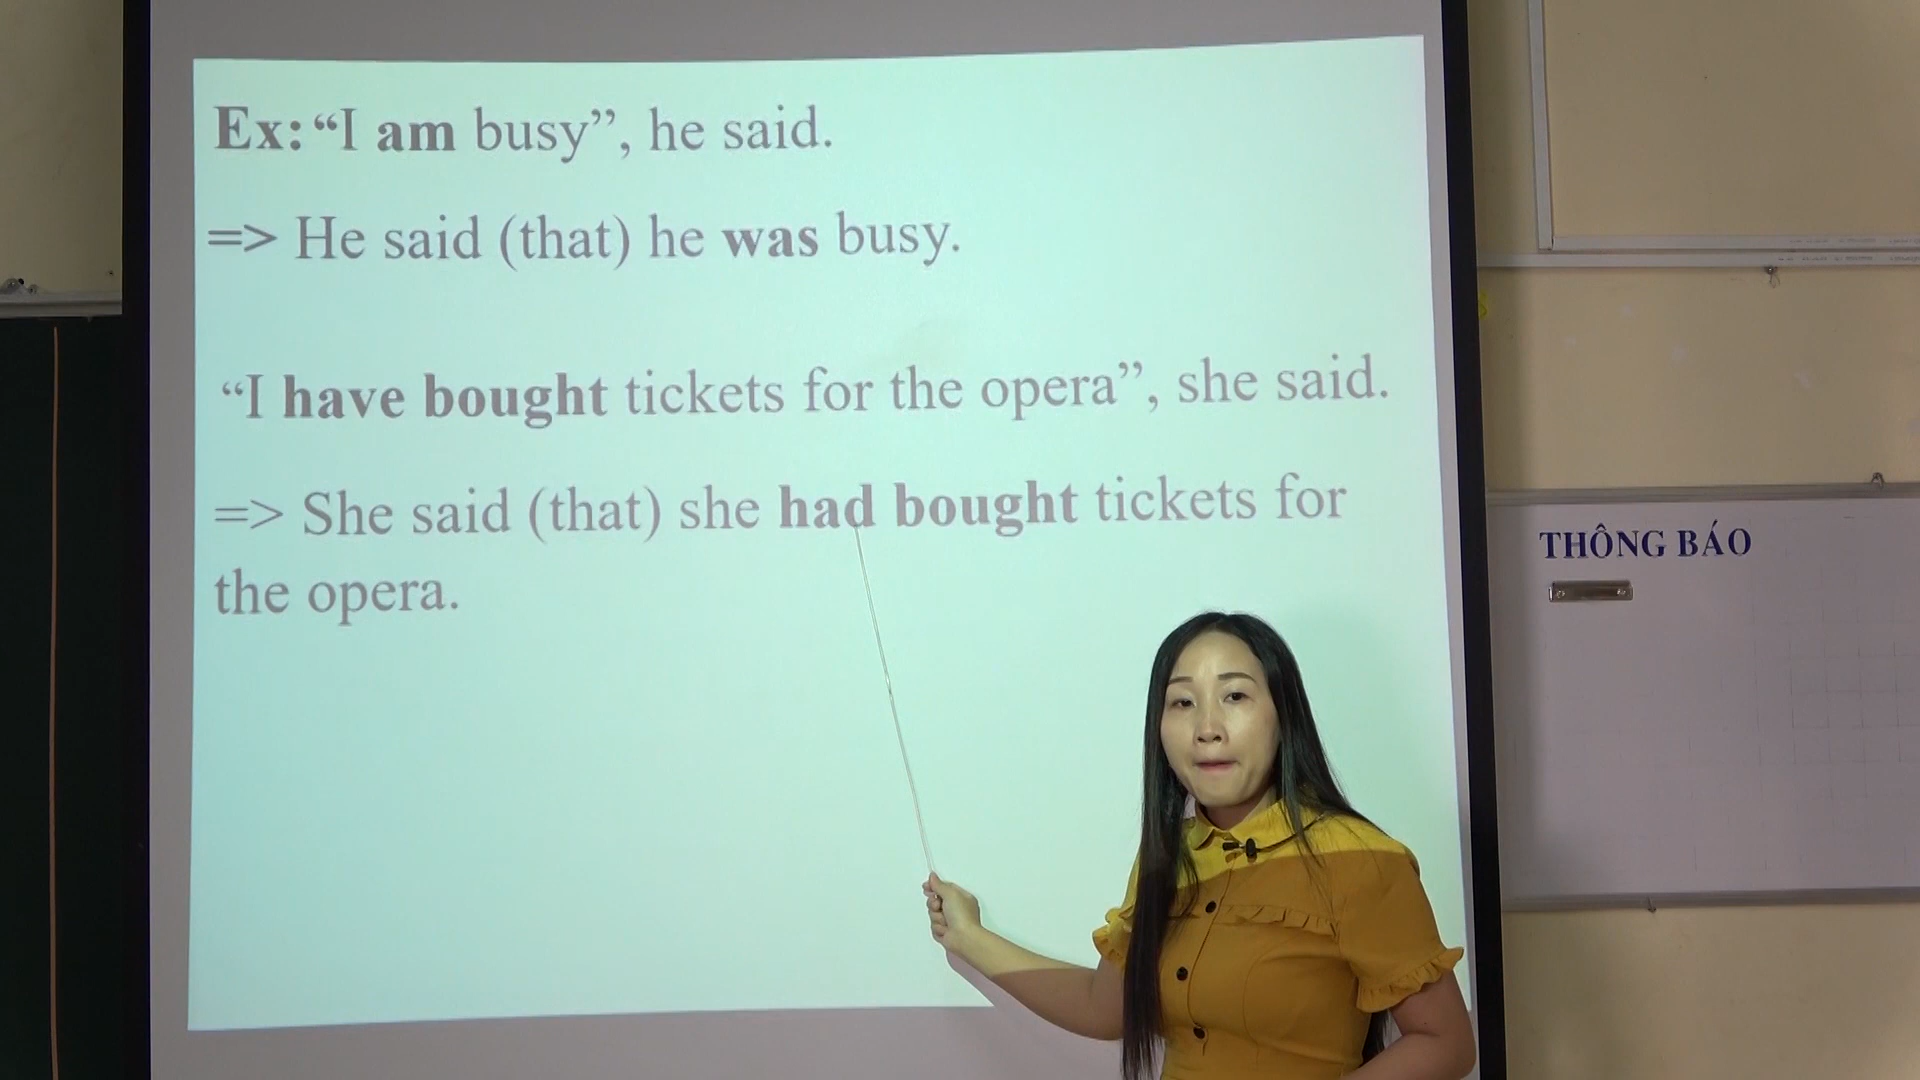 Ex: “I am busy”, he said.
=> He said (that) he was busy.
“I have bought tickets for the opera”, she said.
=> She said (that) she had bought tickets for
the opera.
THÔNG BÁO